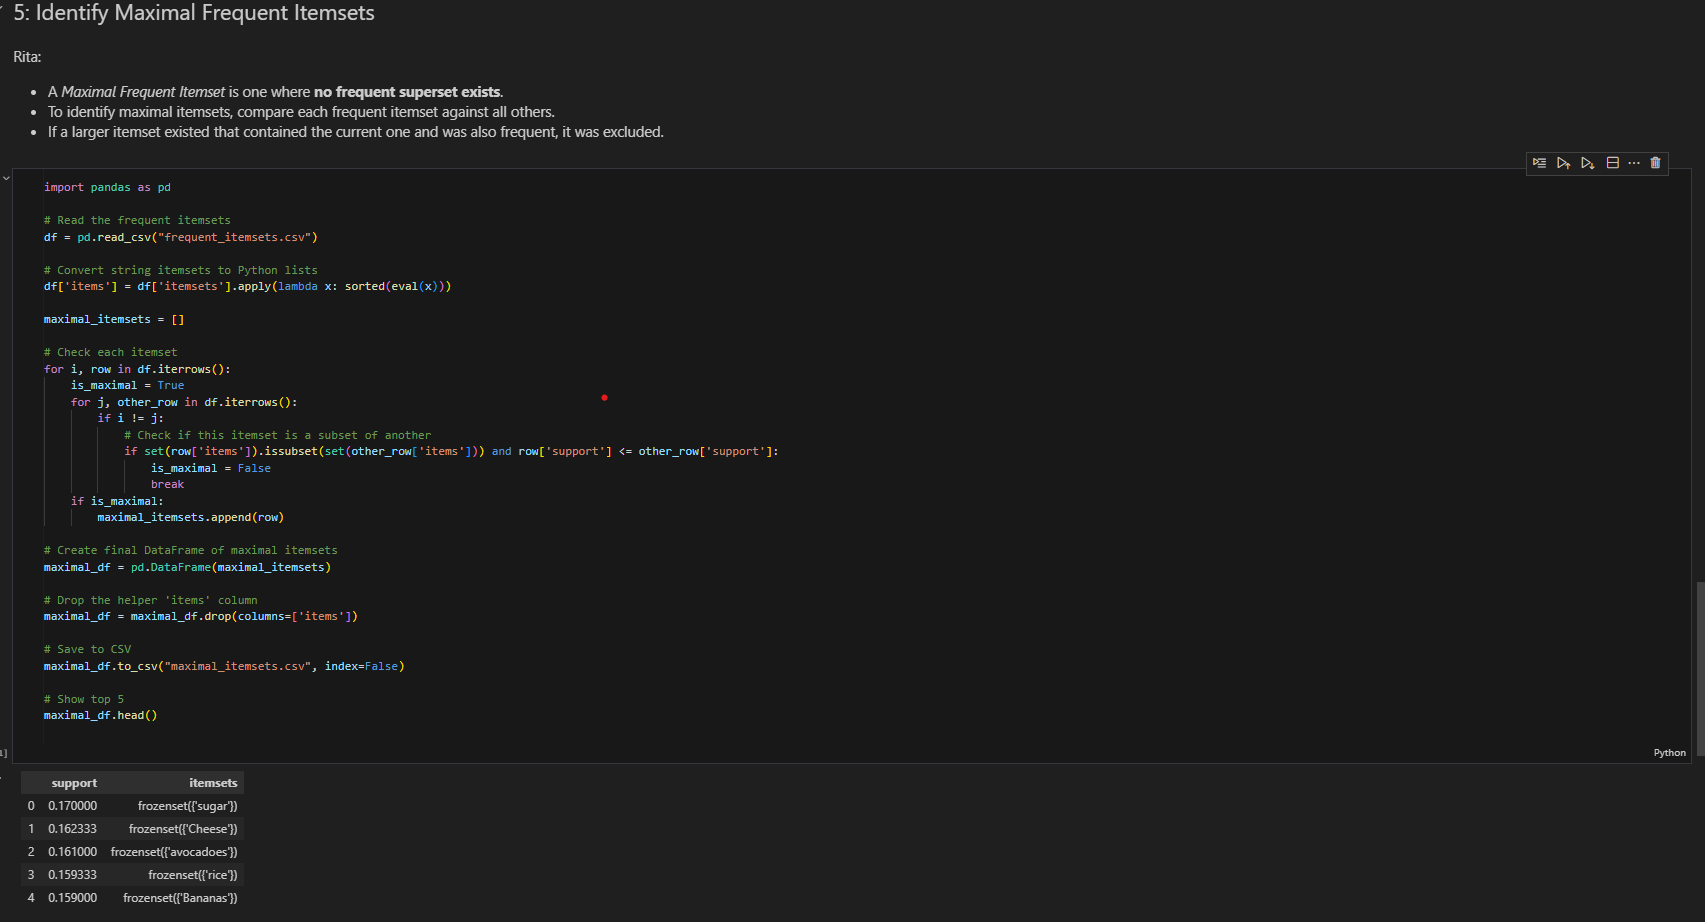 5: Identify Maximal Frequent Itemsets
Rita:
• A Maximal Frequent Itemset is one where no frequent superset exists.
• To identify maximal itemsets, compare each frequent itemset against all others.
• If a larger itemset existed that contained the current one and was also frequent, it was excluded.
import pandas as pd
# Read the frequent itemsets
df = pd.read_csv("frequent_itemsets.csv")
# Convert string itemsets to Python lists
df['items'] = df['itemsets'].apply(lambda x: sorted(eval(x)))
maximal_itemsets = []
# Check each itemset
for i, row in df.iterrows():
    is_maximal = True
    for j, other_row in df.iterrows():
        if i != j:
            # Check if this itemset is a subset of another
            if set(row['items']).issubset(set(other_row['items'])) and row['support'] <= other_row['support']:
                is_maximal = False
                break
    if is_maximal:
        maximal_itemsets.append(row)
# Create final DataFrame of maximal itemsets
maximal_df = pd.DataFrame(maximal_itemsets)
# Drop the helper 'items' column
maximal_df = maximal_df.drop(columns=['items'])
# Save to CSV
maximal_df.to_csv("maximal_itemsets.csv", index=False)
# Show top 5
maximal_df.head()
Python
support itemsets
0 0.170000 frozenset({'sugar'})
1 0.162333 frozenset({'Cheese'})
2 0.161000 frozenset({'avocadoes'})
3 0.159333 frozenset({'rice'})
4 0.159000 frozenset({'Bananas'})